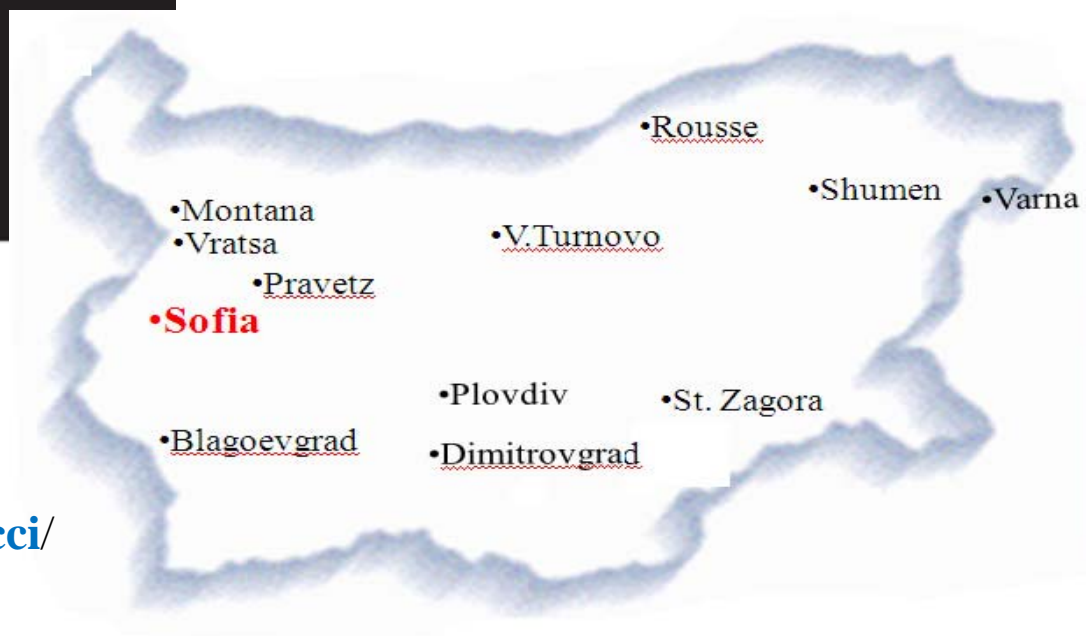 •Rousse
•Shumen
•Varna
•Montana
•V.Turnovo
•Vratsa
•Pravetz
•Sofia
•Plovdiv
•St. Zagora
•Blagoevgrad
•Dimitrovgrad
cci/